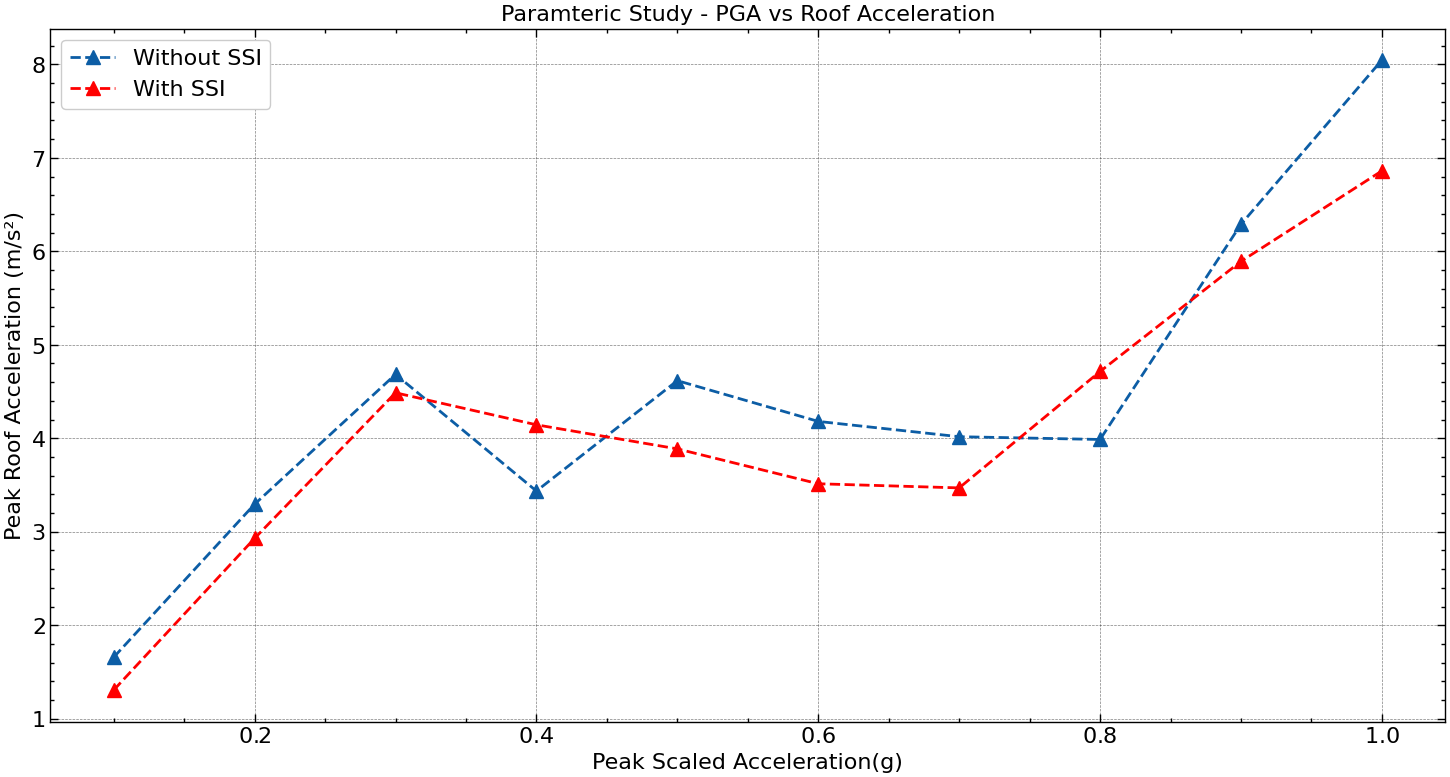 Paramteric Study - PGA vs Roof Acceleration
Without SSI
With SSI
Peak Roof Acceleration (m/s²)
8
7
6
5
4
3
2
1
0.2 0.4 0.6 0.8 1.0
Peak Scaled Acceleration(g)